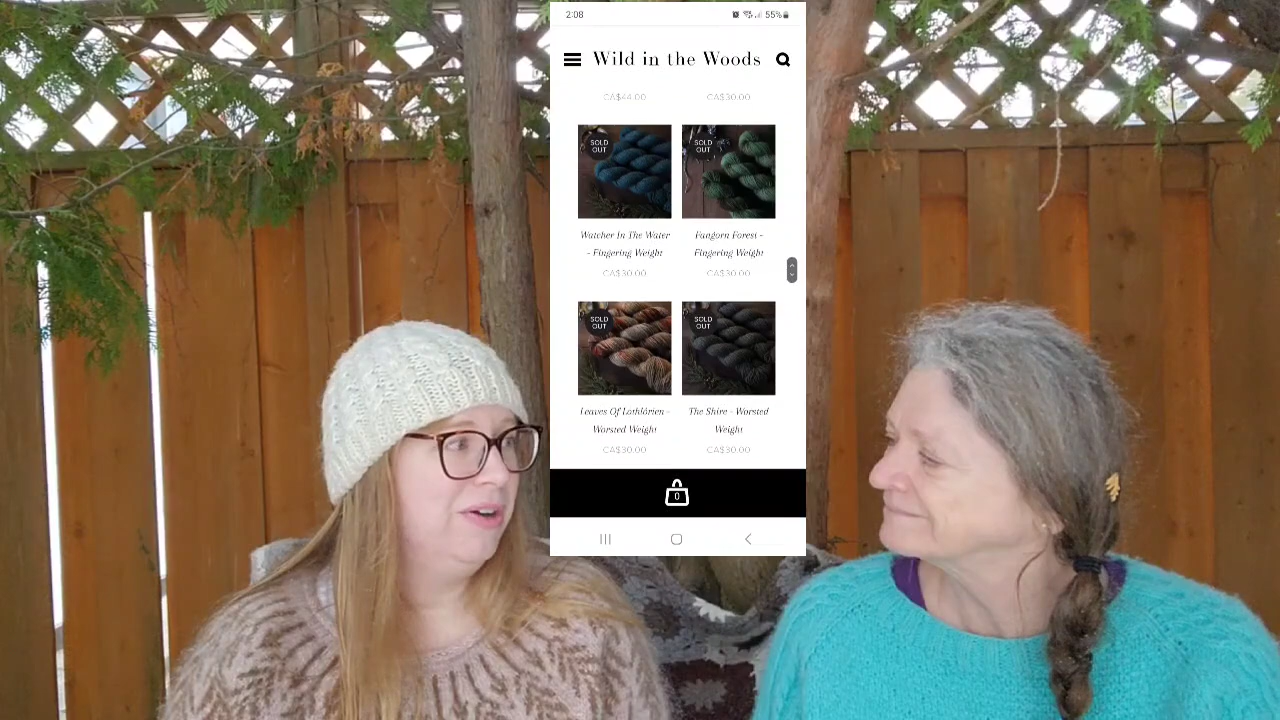 2:08
55%
Wild in the Woods
CA$44.00
CA$30.00
SOLD
OUT
SOLD
OUT
Watcher In The Water
- Fingering Weight
CA$30.00
Fangorn Forest -
Fingering Weight
CA$30.00
SOLD
OUT
SOLD
OUT
Leaves Of Lothlórien -
Worsted Weight
CA$30.00
The Shire - Worsted
Weight
CA$30.00
0